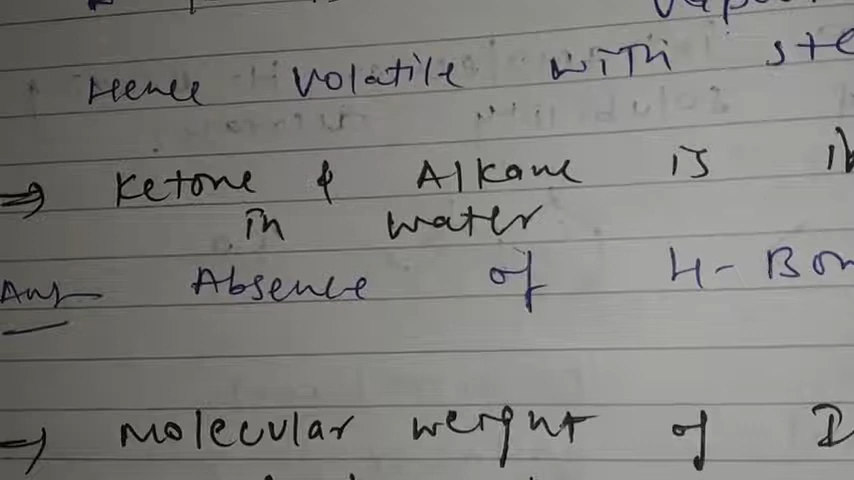 Hence volatile with
⇒ Ketone & Alkane is
in water
Ans Absence of H-Bon
⇒ Molecular weight of